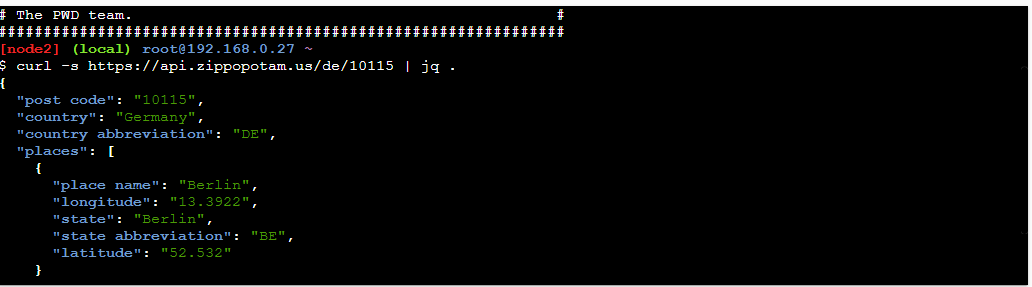 # The PWD team.                                               #
###############################################################
[node2] (local) root@192.168.0.27 ~
$ curl -s https://api.zippopotam.us/de/10115 | jq .
{
  "post code": "10115",
  "country": "Germany",
  "country abbreviation": "DE",
  "places": [
    {
      "place name": "Berlin",
      "longitude": "13.3922",
      "state": "Berlin",
      "state abbreviation": "BE",
      "latitude": "52.532"
    }